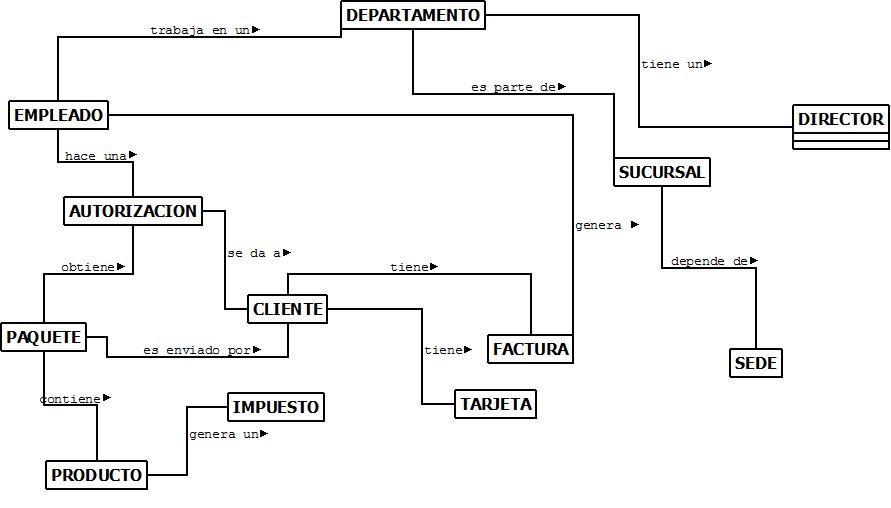 DEPARTAMENTO
trabaja en un
tiene un
es parte de
EMPLEADO
DIRECTOR
hace una
SUCURSAL
AUTORIZACION
genera
se da a
depende de
obtiene
tiene
CLIENTE
PAQUETE
es enviado por
tiene
FACTURA
SEDE
contiene
IMPUESTO
TARJETA
genera un
PRODUCTO